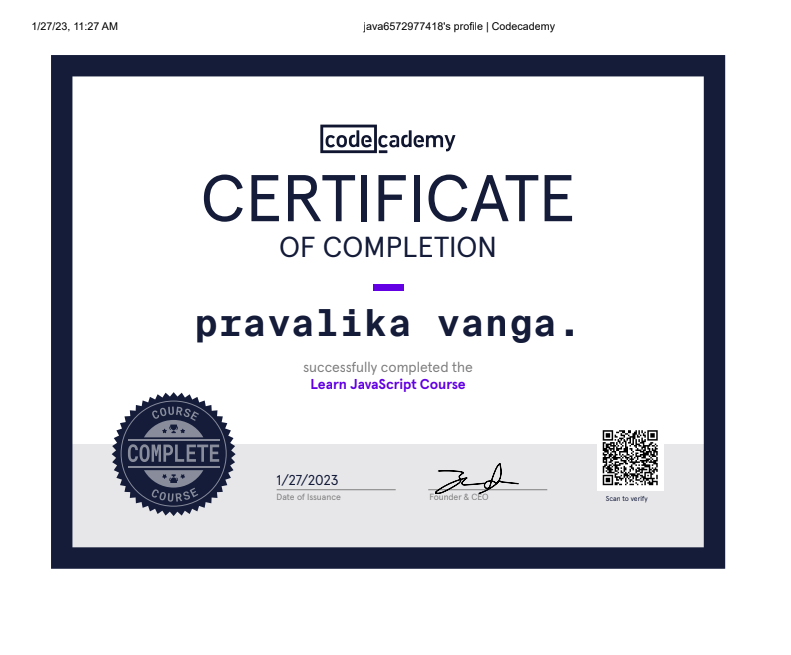 1/27/23, 11:27 AM java6572977418's profile | Codecademy
codecademy
CERTIFICATE
OF COMPLETION
pravalika vanga.
successfully completed the
Learn JavaScript Course
COURSE
COMPLETE
COURSE
1/27/2023
Date of Issuance
Founder & CEO
Scan to verify